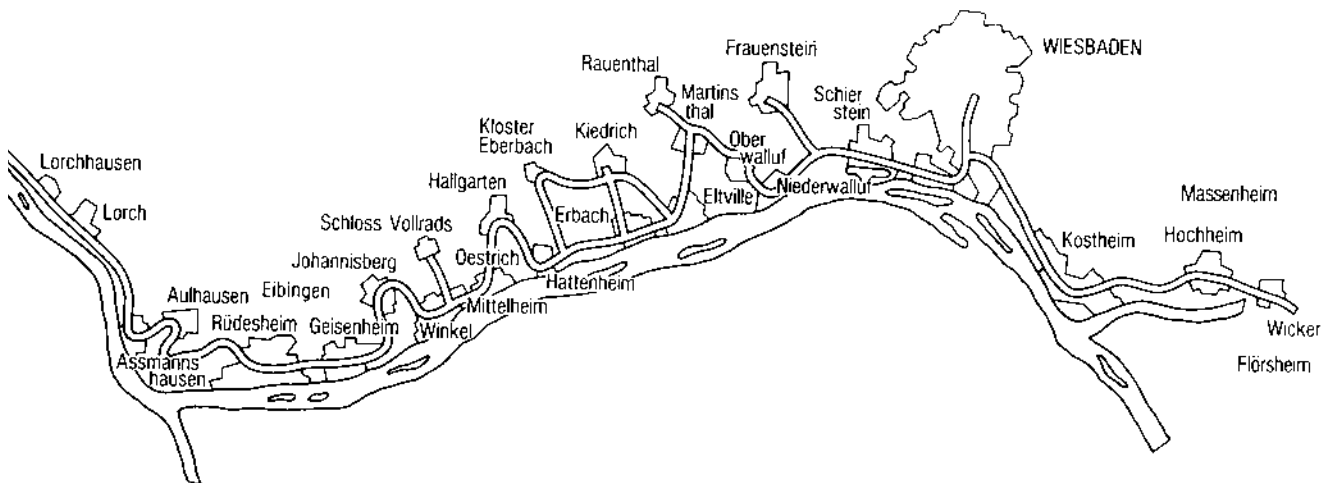 WIESBADEN
Frauenstein
Rauenthal
Martins
thal
Schier
stein
Ober
walluf
Kloster
Eberbach
Kiedrich
Lorchhausen
Hallgarten
Niederwalluf
Eltville
Massenheim
Lorch
Schloss Vollrads
Erbach
Kostheim
Hochheim
Oestrich
Johannisberg
Hattenheim
Eibingen
Aulhausen
Mittelheim
Rüdesheim
Geisenheim
Winkel
Wicker
Assmanns
hausen
Flörsheim